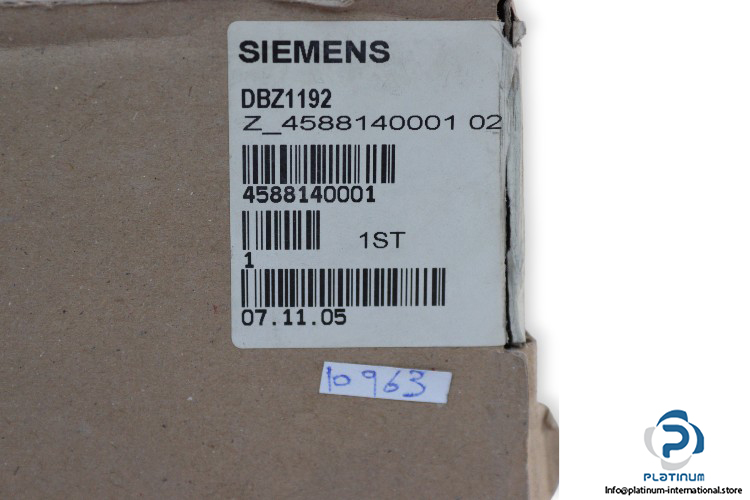 SIEMENS
DBZ1192
Z_4588140001 02
4588140001
1ST
1
07.11.05
10963
PLATINUM
Info@platinum-international.store